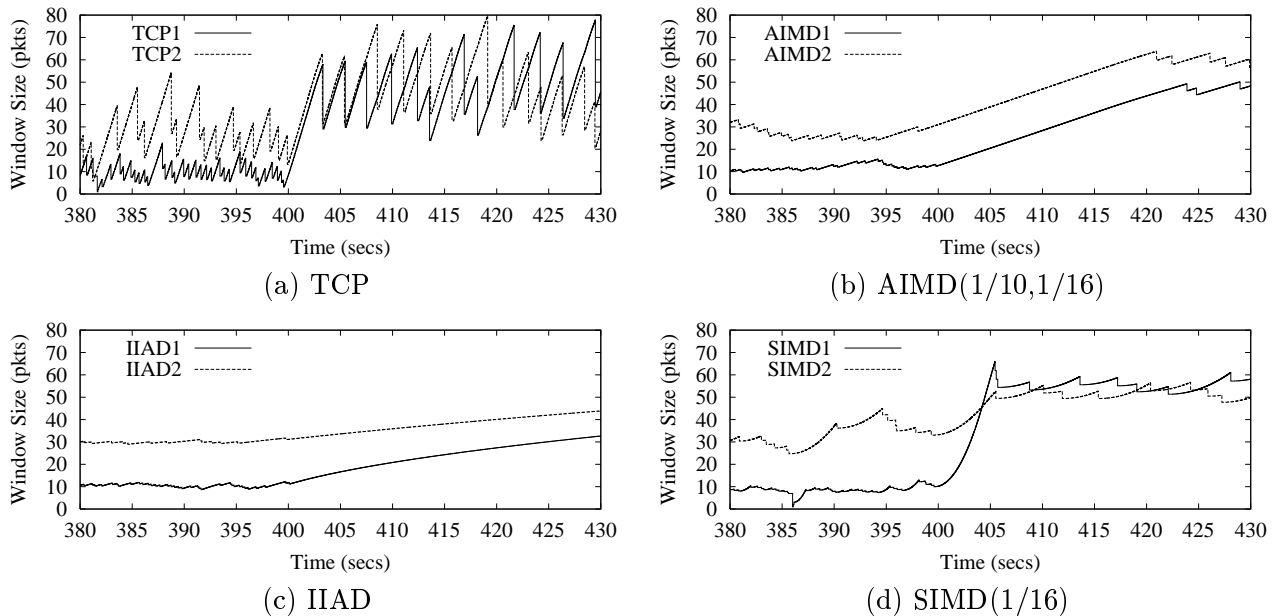 80
70
60
50
40
30
20
10
0
Window Size (pkts)
TCP1
TCP2
380 385 390 395 400 405 410 415 420 425 430
Time (secs)
(a) TCP
80
70
60
50
40
30
20
10
0
Window Size (pkts)
AIMD1
AIMD2
380 385 390 395 400 405 410 415 420 425 430
Time (secs)
(b) AIMD(1/10,1/16)
80
70
60
50
40
30
20
10
0
Window Size (pkts)
IIAD1
IIAD2
380 385 390 395 400 405 410 415 420 425 430
Time (secs)
(c) IIAD
80
70
60
50
40
30
20
10
0
Window Size (pkts)
SIMD1
SIMD2
380 385 390 395 400 405 410 415 420 425 430
Time (secs)
(d) SIMD(1/16)